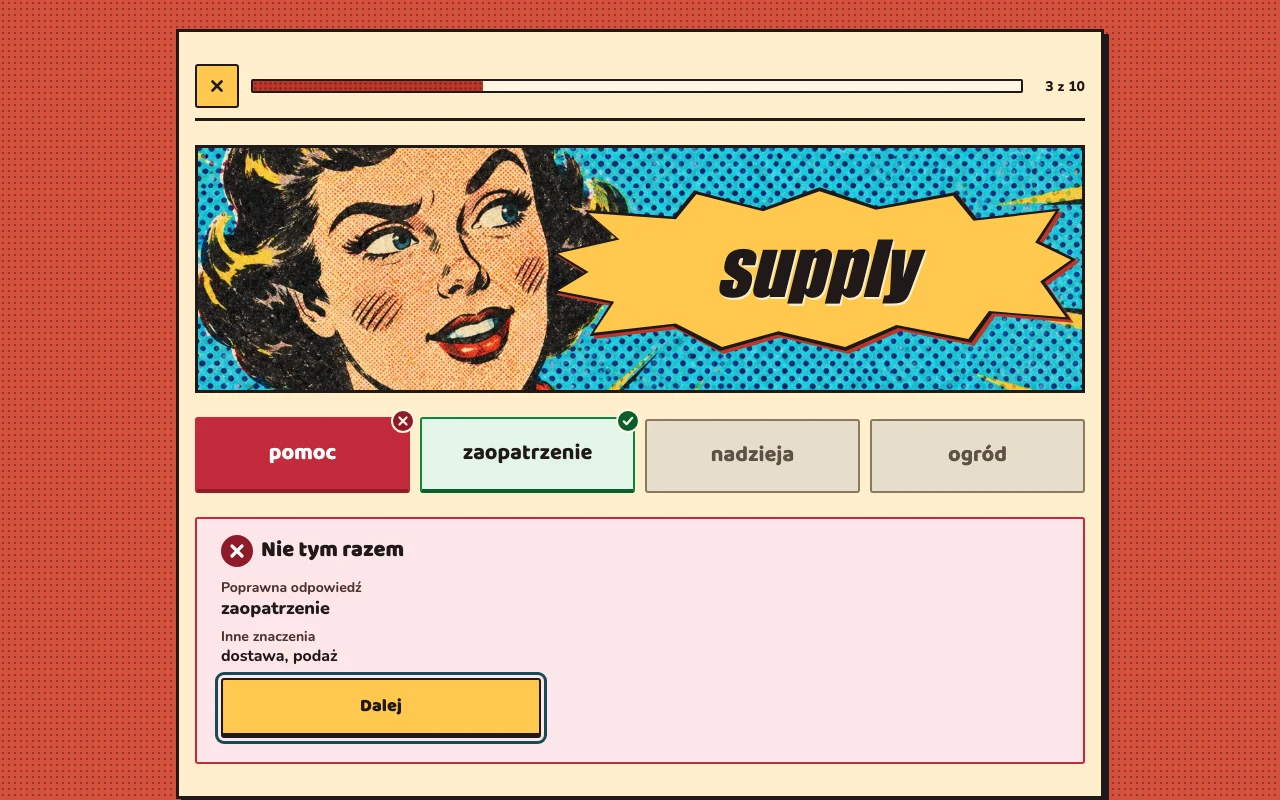 3 z 10
supply
pomoc
zaopatrzenie
nadzieja
ogród
Nie tym razem
Poprawna odpowiedź
zaopatrzenie
Inne znaczenia
dostawa, podaż
Dalej